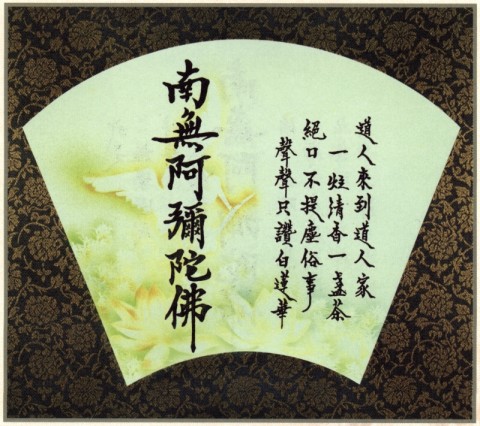 道人來到道人家
一炷清香一盞茶
絕口不提塵俗事
聲聲只讚白蓮華
南無阿彌陀佛